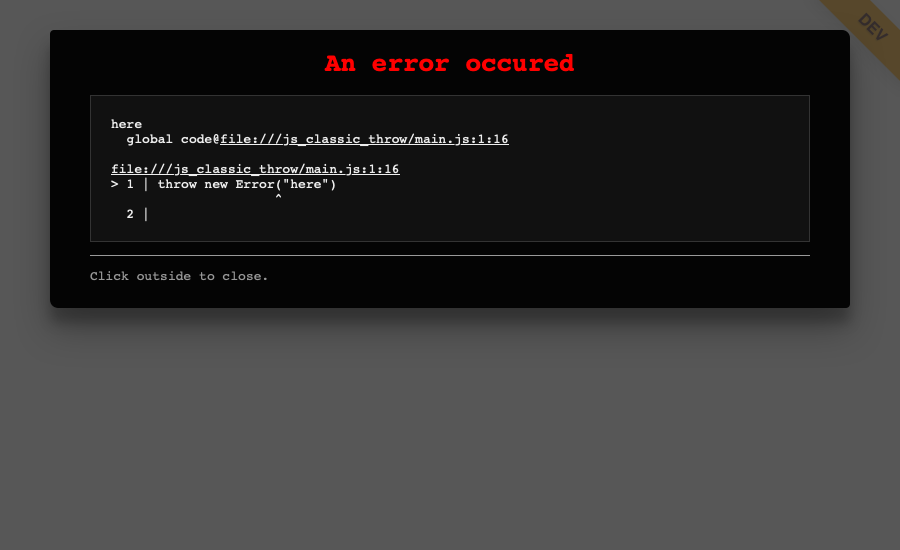 DEV
An error occured
here
  global code@file:///js_classic_throw/main.js:1:16

file:///js_classic_throw/main.js:1:16
> 1 | throw new Error("here")
                     ^
  2 |
Click outside to close.